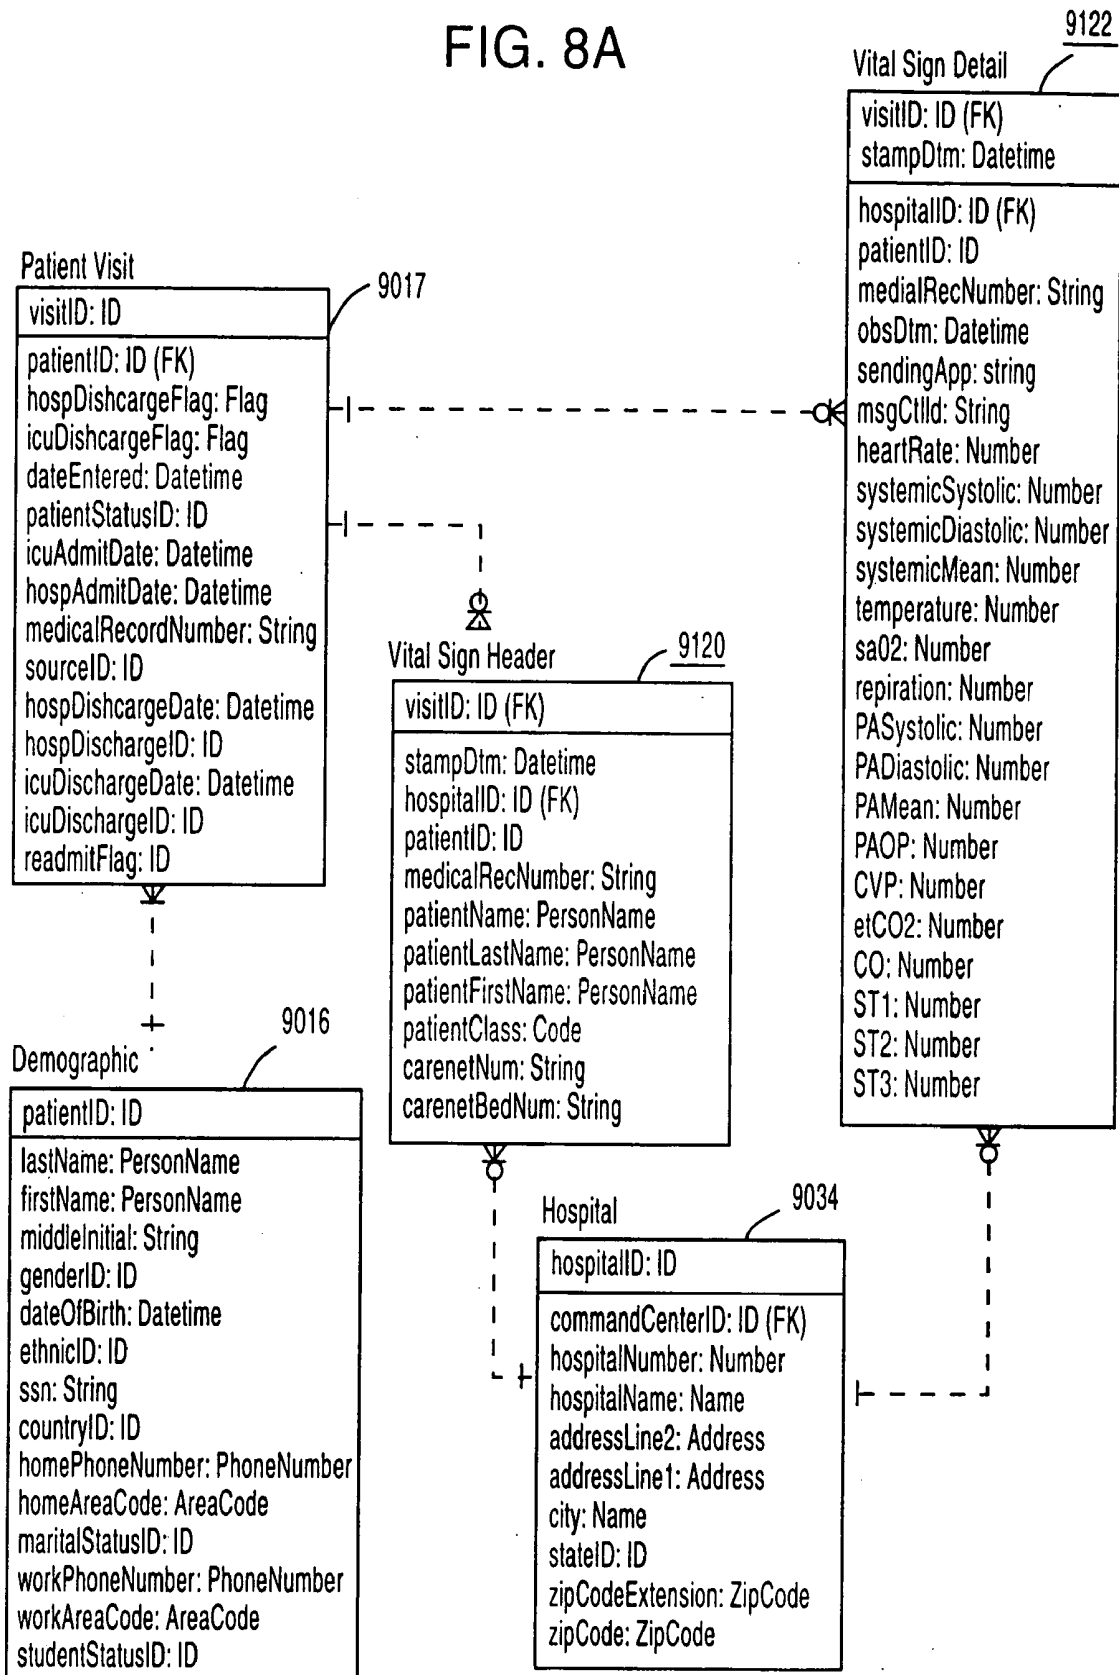 FIG. 8A
9122
Vital Sign Detail
visitID: ID (FK)
stampDtm: Datetime
hospitalID: ID (FK)
patientID: ID
medialRecNumber: String
obsDtm: Datetime
sendingApp: string
msgCtlId: String
heartRate: Number
systemicSystolic: Number
systemicDiastolic: Number
systemicMean: Number
temperature: Number
sa02: Number
repiration: Number
PASystolic: Number
PADiastolic: Number
PAMean: Number
PAOP: Number
CVP: Number
etCO2: Number
CO: Number
ST1: Number
ST2: Number
ST3: Number
Patient Visit
9017
visitID: ID
patientID: ID (FK)
hospDishcargeFlag: Flag
icuDishcargeFlag: Flag
dateEntered: Datetime
patientStatusID: ID
icuAdmitDate: Datetime
hospAdmitDate: Datetime
medicalRecordNumber: String
sourceID: ID
hospDishcargeDate: Datetime
hospDischargeID: ID
icuDischargeDate: Datetime
icuDischargeID: ID
readmitFlag: ID
Vital Sign Header
9120
visitID: ID (FK)
stampDtm: Datetime
hospitalID: ID (FK)
patientID: ID
medicalRecNumber: String
patientName: PersonName
patientLastName: PersonName
patientFirstName: PersonName
patientClass: Code
carenetNum: String
carenetBedNum: String
Demographic
9016
patientID: ID
lastName: PersonName
firstName: PersonName
middleInitial: String
genderID: ID
dateOfBirth: Datetime
ethnicID: ID
ssn: String
countryID: ID
homePhoneNumber: PhoneNumber
homeAreaCode: AreaCode
maritalStatusID: ID
workPhoneNumber: PhoneNumber
workAreaCode: AreaCode
studentStatusID: ID
Hospital
9034
hospitalID: ID
commandCenterID: ID (FK)
hospitalNumber: Number
hospitalName: Name
addressLine2: Address
addressLine1: Address
city: Name
stateID: ID
zipCodeExtension: ZipCode
zipCode: ZipCode